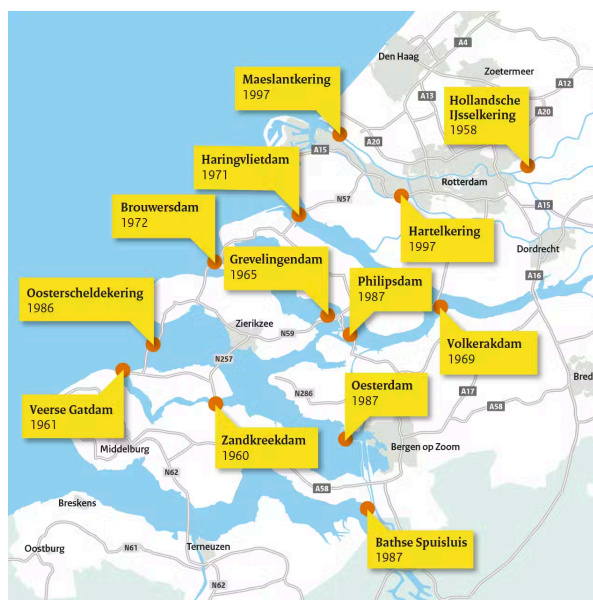 A4
Den Haag
Zoetermeer
A12
Maeslantkering
1997
A13
Hollandsche
IJsselkering
1958
A20
A20
A15
Haringvlietdam
1971
Rotterdam
N57
A15
Brouwersdam
1972
Hartelkering
1997
Dordrecht
Grevelingendam
1965
A16
Philipsdam
1987
Oosterscheldekering
1986
Zierikzee
N59
Volkerakdam
1969
N257
Bred
Oesterdam
1987
N286
A17
A58
Veerse Gatdam
1961
Zandkreekdam
1960
Middelburg
Bergen op Zoom
N62
A58
Breskens
Bathse Spuisluis
1987
Oostburg
N61
Terneuzen
N62